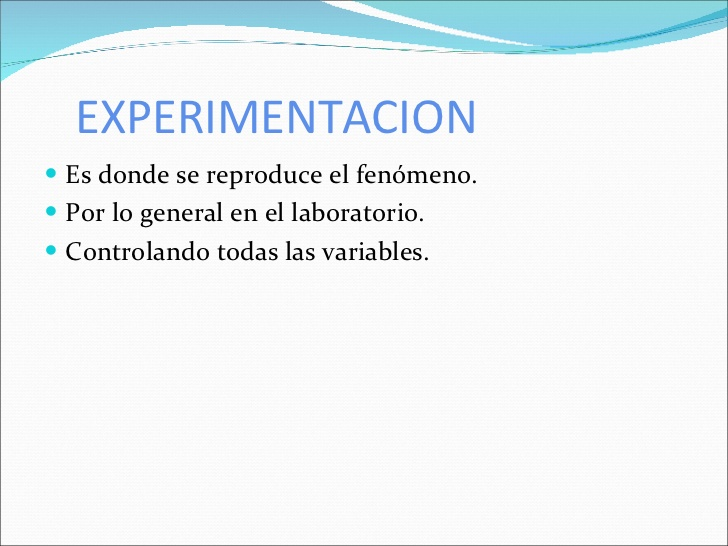 EXPERIMENTACION
• Es donde se reproduce el fenómeno.
• Por lo general en el laboratorio.
• Controlando todas las variables.